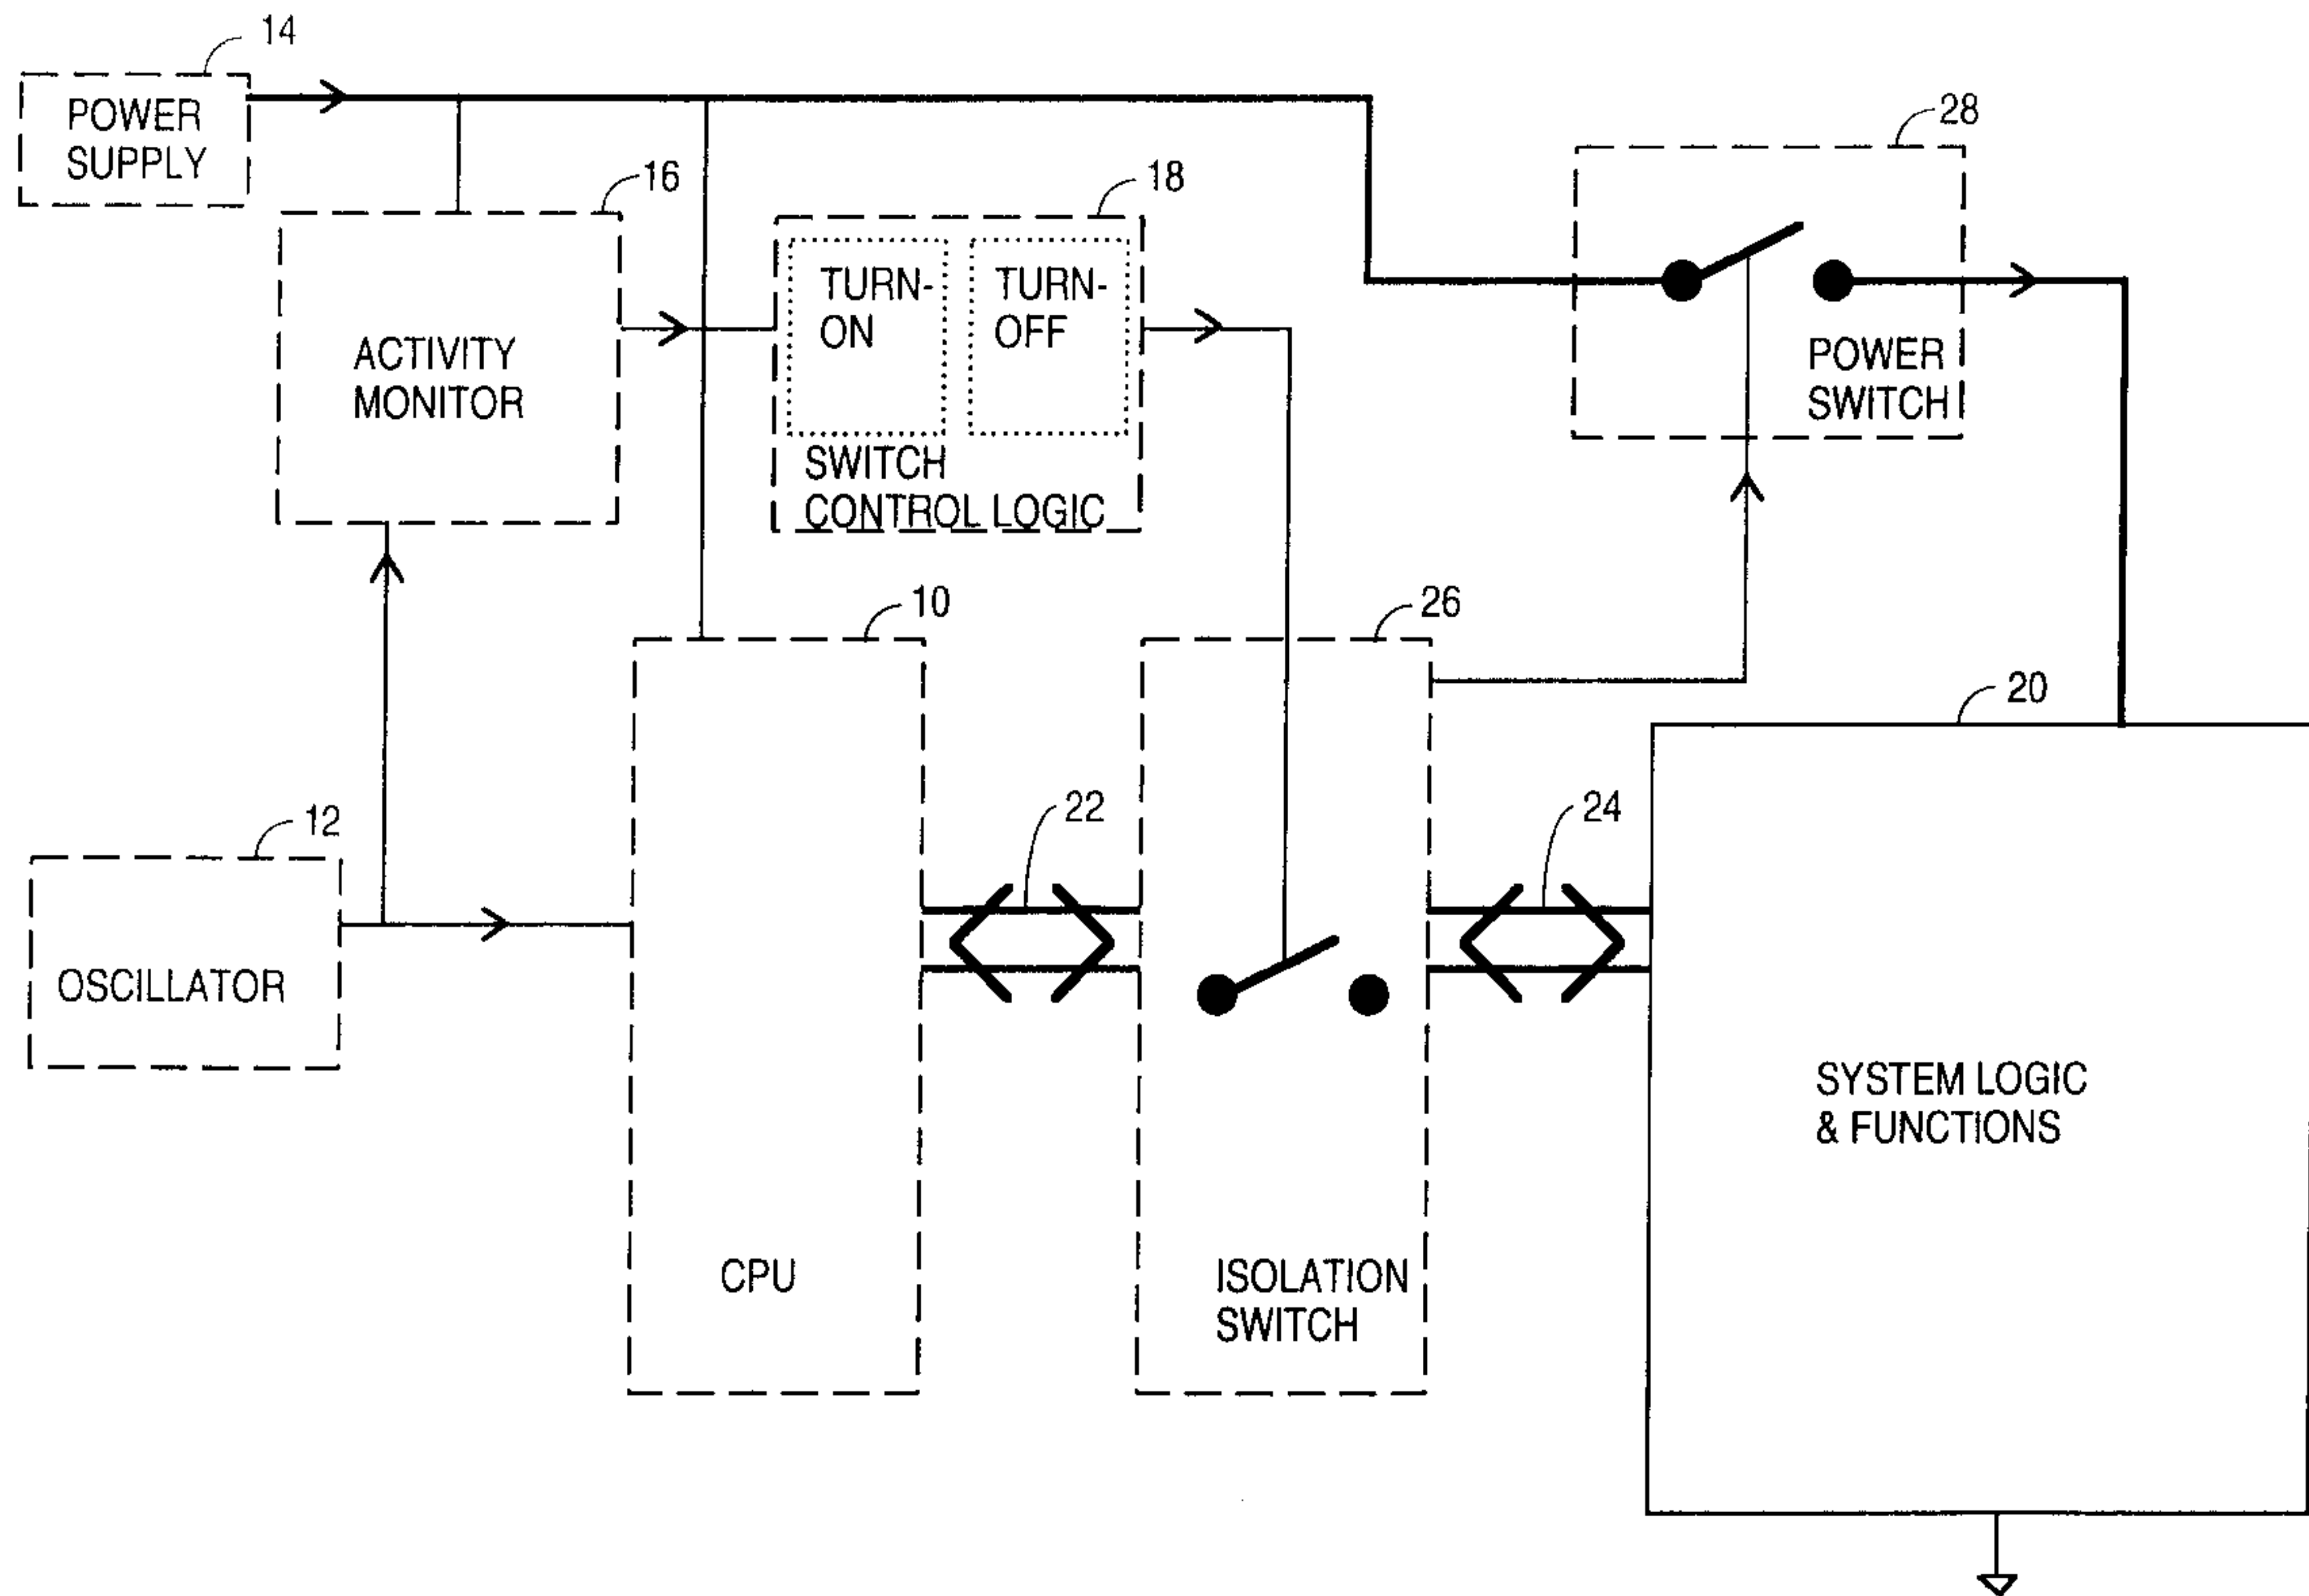 14
POWER
SUPPLY
28
16
18
TURN-
ON
TURN-
OFF
ACTIVITY
MONITOR
POWER
SWITCH
SWITCH
CONTROL LOGIC
10
26
20
12
22
24
OSCILLATOR
SYSTEM LOGIC
& FUNCTIONS
CPU
ISOLATION
SWITCH